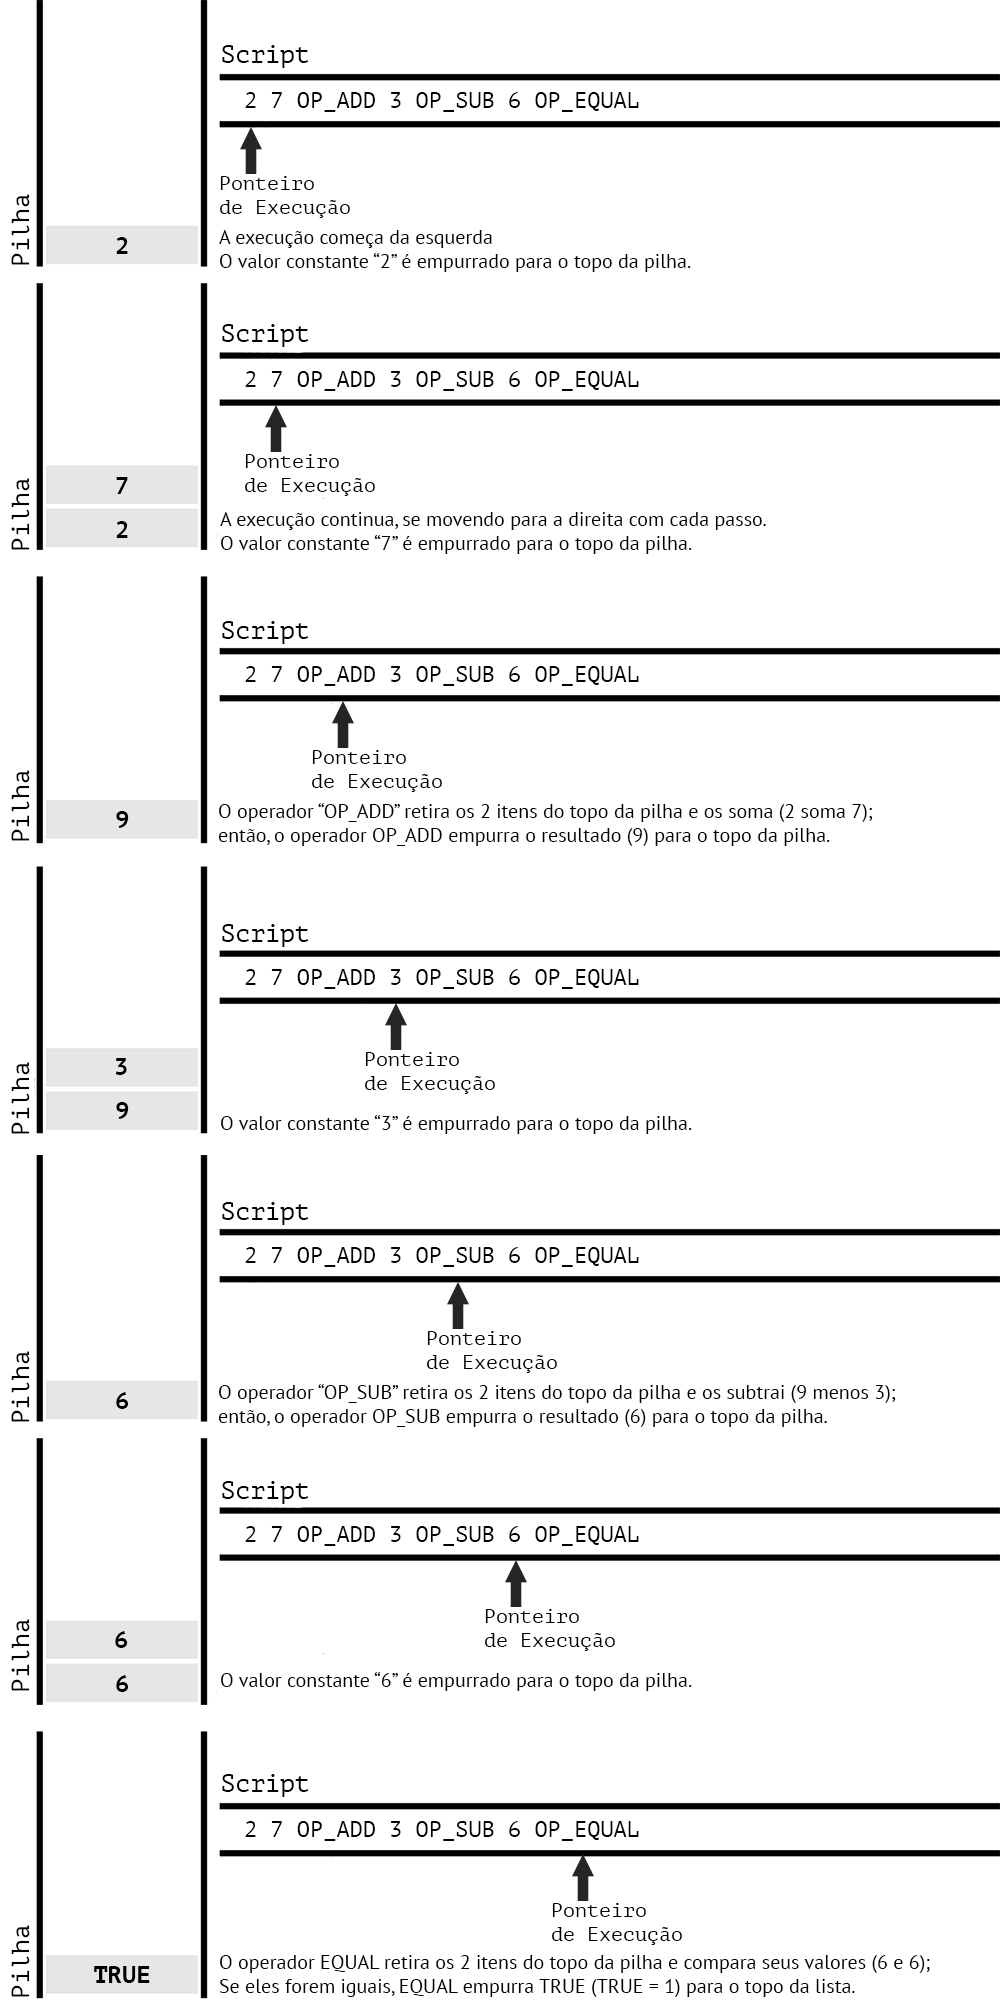 Script
2 7 OP_ADD 3 OP_SUB 6 OP_EQUAL
Ponteiro
de Execução
Pilha
2
A execução começa da esquerda
O valor constante “2” é empurrado para o topo da pilha.
Script
2 7 OP_ADD 3 OP_SUB 6 OP_EQUAL
Ponteiro
de Execução
Pilha
7
2
A execução continua, se movendo para a direita com cada passo.
O valor constante “7” é empurrado para o topo da pilha.
Script
2 7 OP_ADD 3 OP_SUB 6 OP_EQUAL
Ponteiro
de Execução
Pilha
9
O operador “OP_ADD” retira os 2 itens do topo da pilha e os soma (2 soma 7);
então, o operador OP_ADD empurra o resultado (9) para o topo da pilha.
Script
2 7 OP_ADD 3 OP_SUB 6 OP_EQUAL
Ponteiro
de Execução
Pilha
3
9
O valor constante “3” é empurrado para o topo da pilha.
Script
2 7 OP_ADD 3 OP_SUB 6 OP_EQUAL
Ponteiro
de Execução
Pilha
6
O operador “OP_SUB” retira os 2 itens do topo da pilha e os subtrai (9 menos 3);
então, o operador OP_SUB empurra o resultado (6) para o topo da pilha.
Script
2 7 OP_ADD 3 OP_SUB 6 OP_EQUAL
Ponteiro
de Execução
Pilha
6
6
O valor constante “6” é empurrado para o topo da pilha.
Script
2 7 OP_ADD 3 OP_SUB 6 OP_EQUAL
Ponteiro
de Execução
Pilha
TRUE
O operador EQUAL retira os 2 itens do topo da pilha e compara seus valores (6 e 6);
Se eles forem iguais, EQUAL empurra TRUE (TRUE = 1) para o topo da lista.